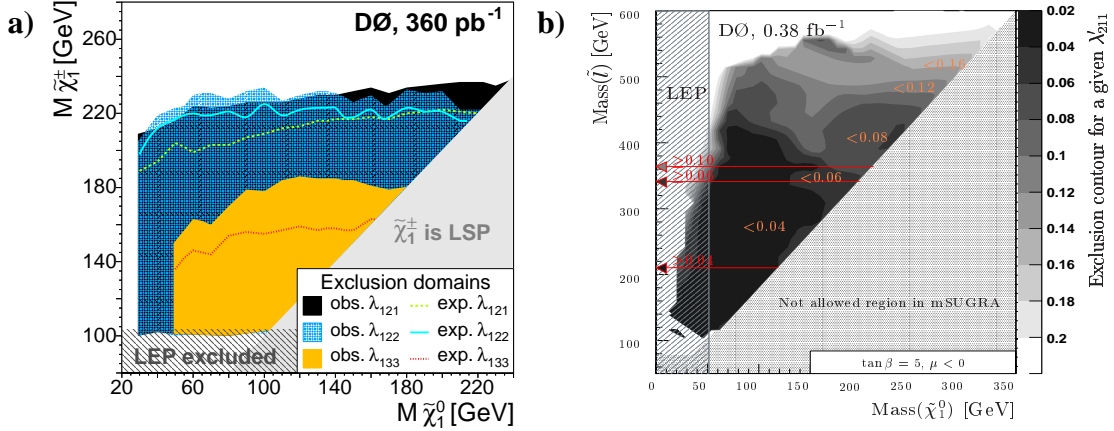 a)
DØ, 360 pb⁻¹
M χ̃₁± [GeV]
260
220
180
140
100
χ̃₁± is LSP
LEP excluded
Exclusion domains
obs. λ₁₂₁ exp. λ₁₂₁
obs. λ₁₂₂ exp. λ₁₂₂
obs. λ₁₃₃ exp. λ₁₃₃
20 60 100 140 180 220
M χ̃₁⁰ [GeV]
b)
DØ, 0.38 fb⁻¹
Mass(l̃) [GeV]
600
500
400
300
200
100
LEP
<0.16
<0.12
<0.08
>0.10
>0.06
<0.06
<0.04
>0.04
Not allowed region in mSUGRA
tan β = 5, μ < 0
0 50 100 150 200 250 300 350
Mass(χ̃₁⁰) [GeV]
0.02
0.04
0.06
0.08
0.1
0.12
0.14
0.16
0.18
0.2
Exclusion contour for a given λ′₂₁₁